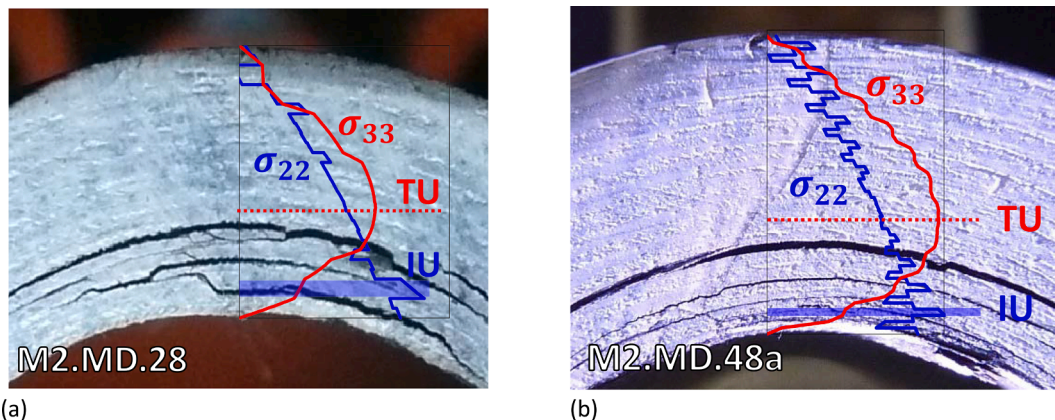 σ33
σ22
TU
IU
M2.MD.28
(a)
σ33
σ22
TU
IU
M2.MD.48a
(b)